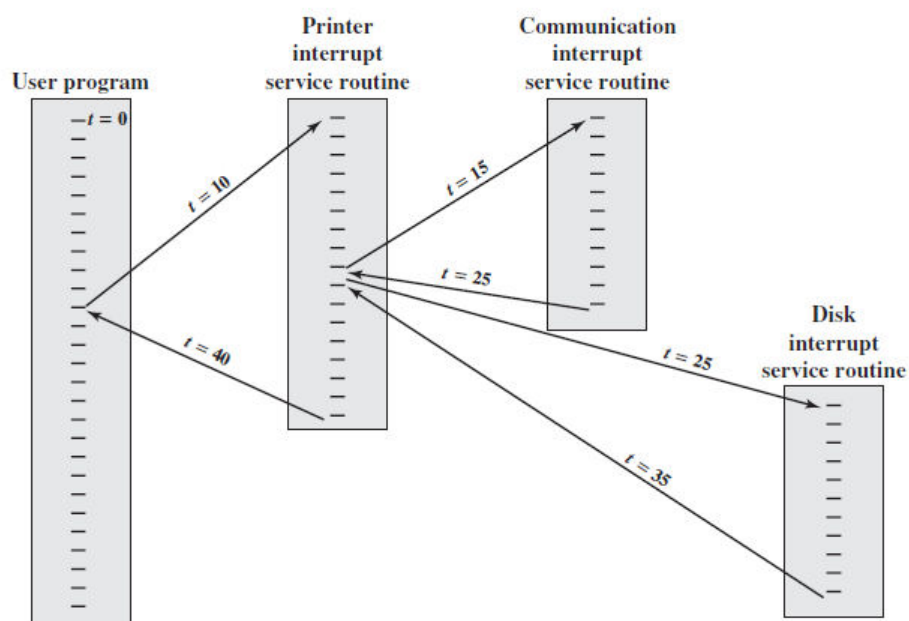 Printer
interrupt
service routine
Communication
interrupt
service routine
User program
t = 0
t = 10
t = 15
t = 25
t = 25
t = 40
t = 35
Disk
interrupt
service routine